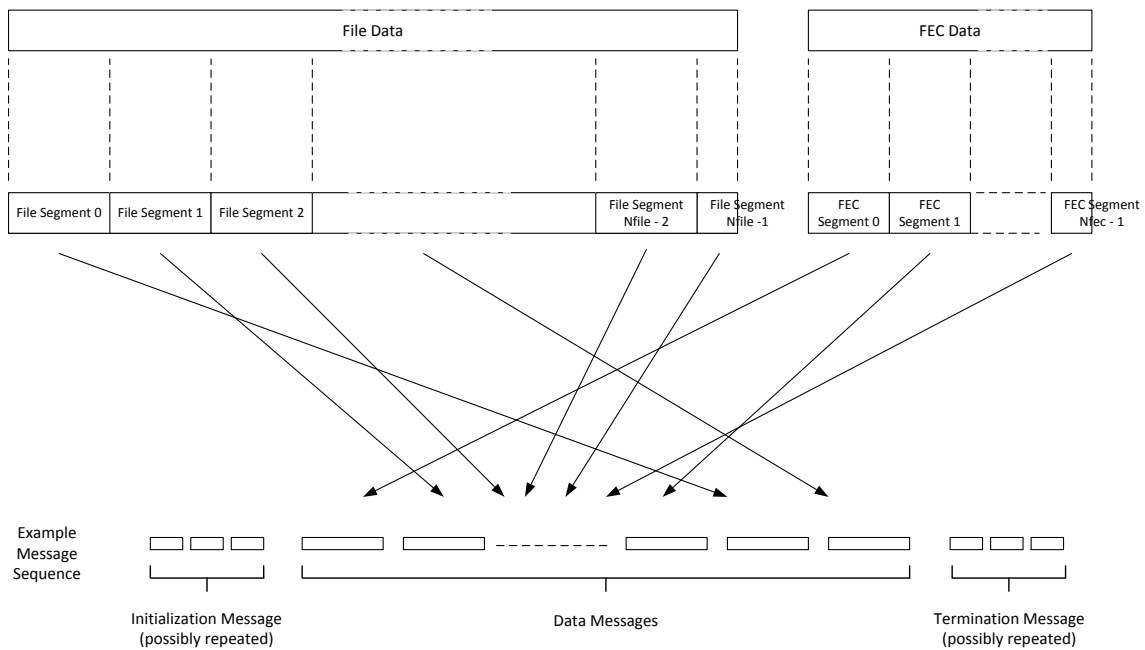 File Data
FEC Data
File Segment 0
File Segment 1
File Segment 2
File Segment
Nfile - 2
File Segment
Nfile -1
FEC
Segment 0
FEC
Segment 1
FEC Segment
Nfec - 1
Example
Message
Sequence
Initialization Message
(possibly repeated)
Data Messages
Termination Message
(possibly repeated)